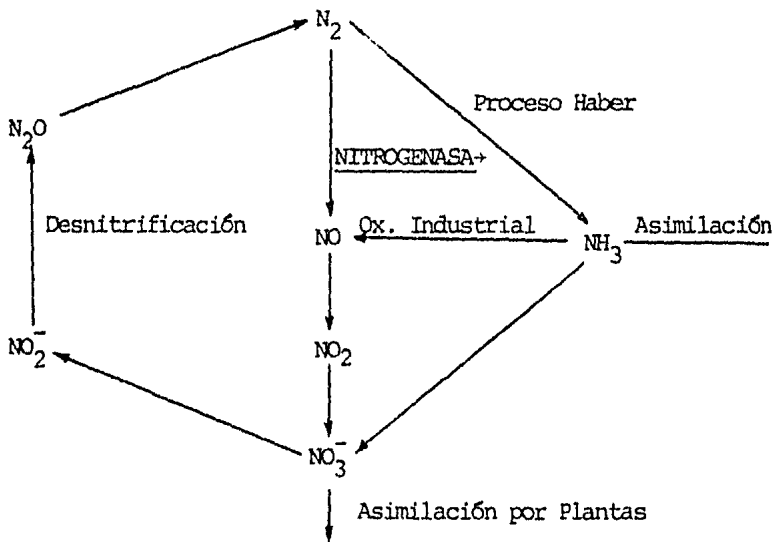 N₂
Proceso Haber
N₂O
NITROGENASA→
Desnitrificación
NO Ox. Industrial NH₃ Asimilación
NO₂⁻ NO₂
NO₃⁻
Asimilación por Plantas